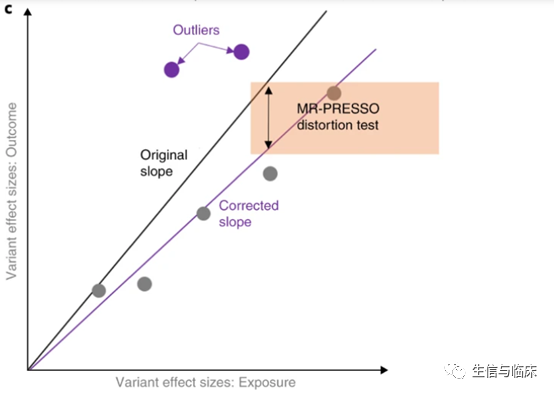 c
Outliers
MR-PRESSO
distortion test
Original
slope
Corrected
slope
Variant effect sizes: Outcome
Variant effect sizes: Exposure
生信与临床